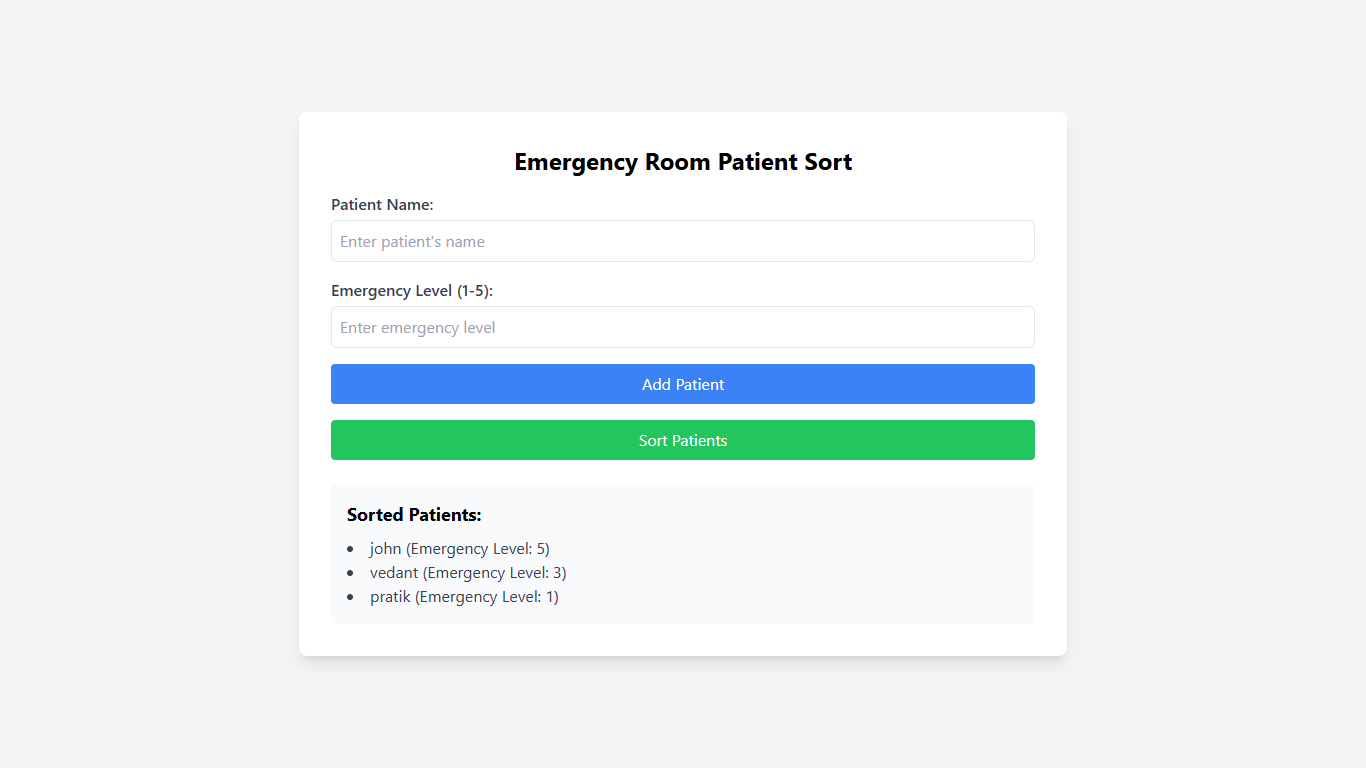 Emergency Room Patient Sort
Patient Name:
Enter patient's name
Emergency Level (1-5):
Enter emergency level
Add Patient
Sort Patients
Sorted Patients:
john (Emergency Level: 5)
vedant (Emergency Level: 3)
pratik (Emergency Level: 1)